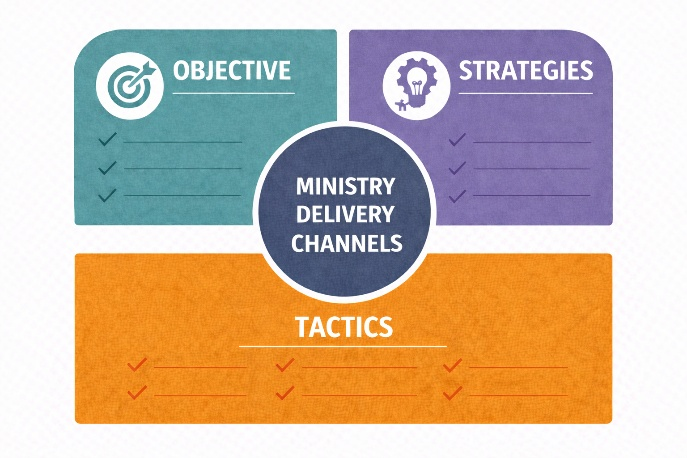 OBJECTIVE
STRATEGIES
MINISTRY
DELIVERY
CHANNELS
TACTICS